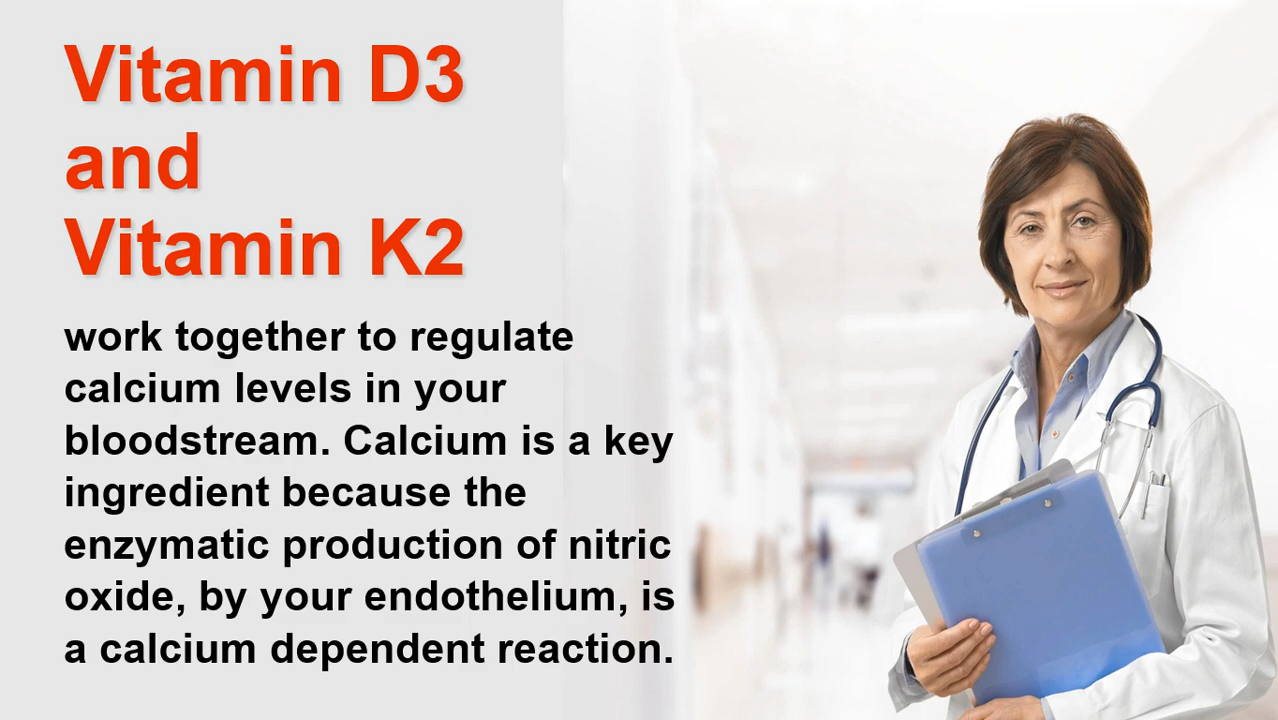 Vitamin D3
and
Vitamin K2
work together to regulate
calcium levels in your
bloodstream. Calcium is a key
ingredient because the
enzymatic production of nitric
oxide, by your endothelium, is
a calcium dependent reaction.